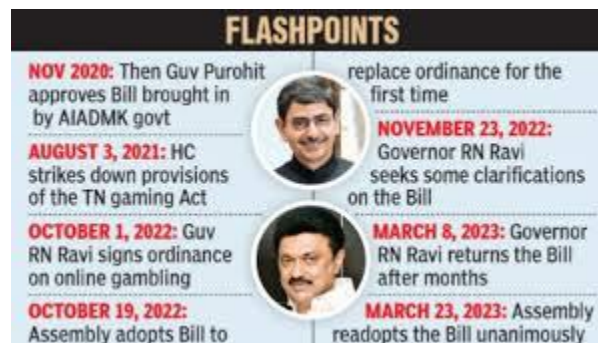 FLASHPOINTS
NOV 2020: Then Guv Purohit
approves Bill brought in
by AIADMK govt
AUGUST 3, 2021: HC
strikes down provisions
of the TN gaming Act
OCTOBER 1, 2022: Guv
RN Ravi signs ordinance
on online gambling
OCTOBER 19, 2022:
Assembly adopts Bill to
replace ordinance for the
first time
NOVEMBER 23, 2022:
Governor RN Ravi
seeks some clarifications
on the Bill
MARCH 8, 2023: Governor
RN Ravi returns the Bill
after months
MARCH 23, 2023: Assembly
readopts the Bill unanimously